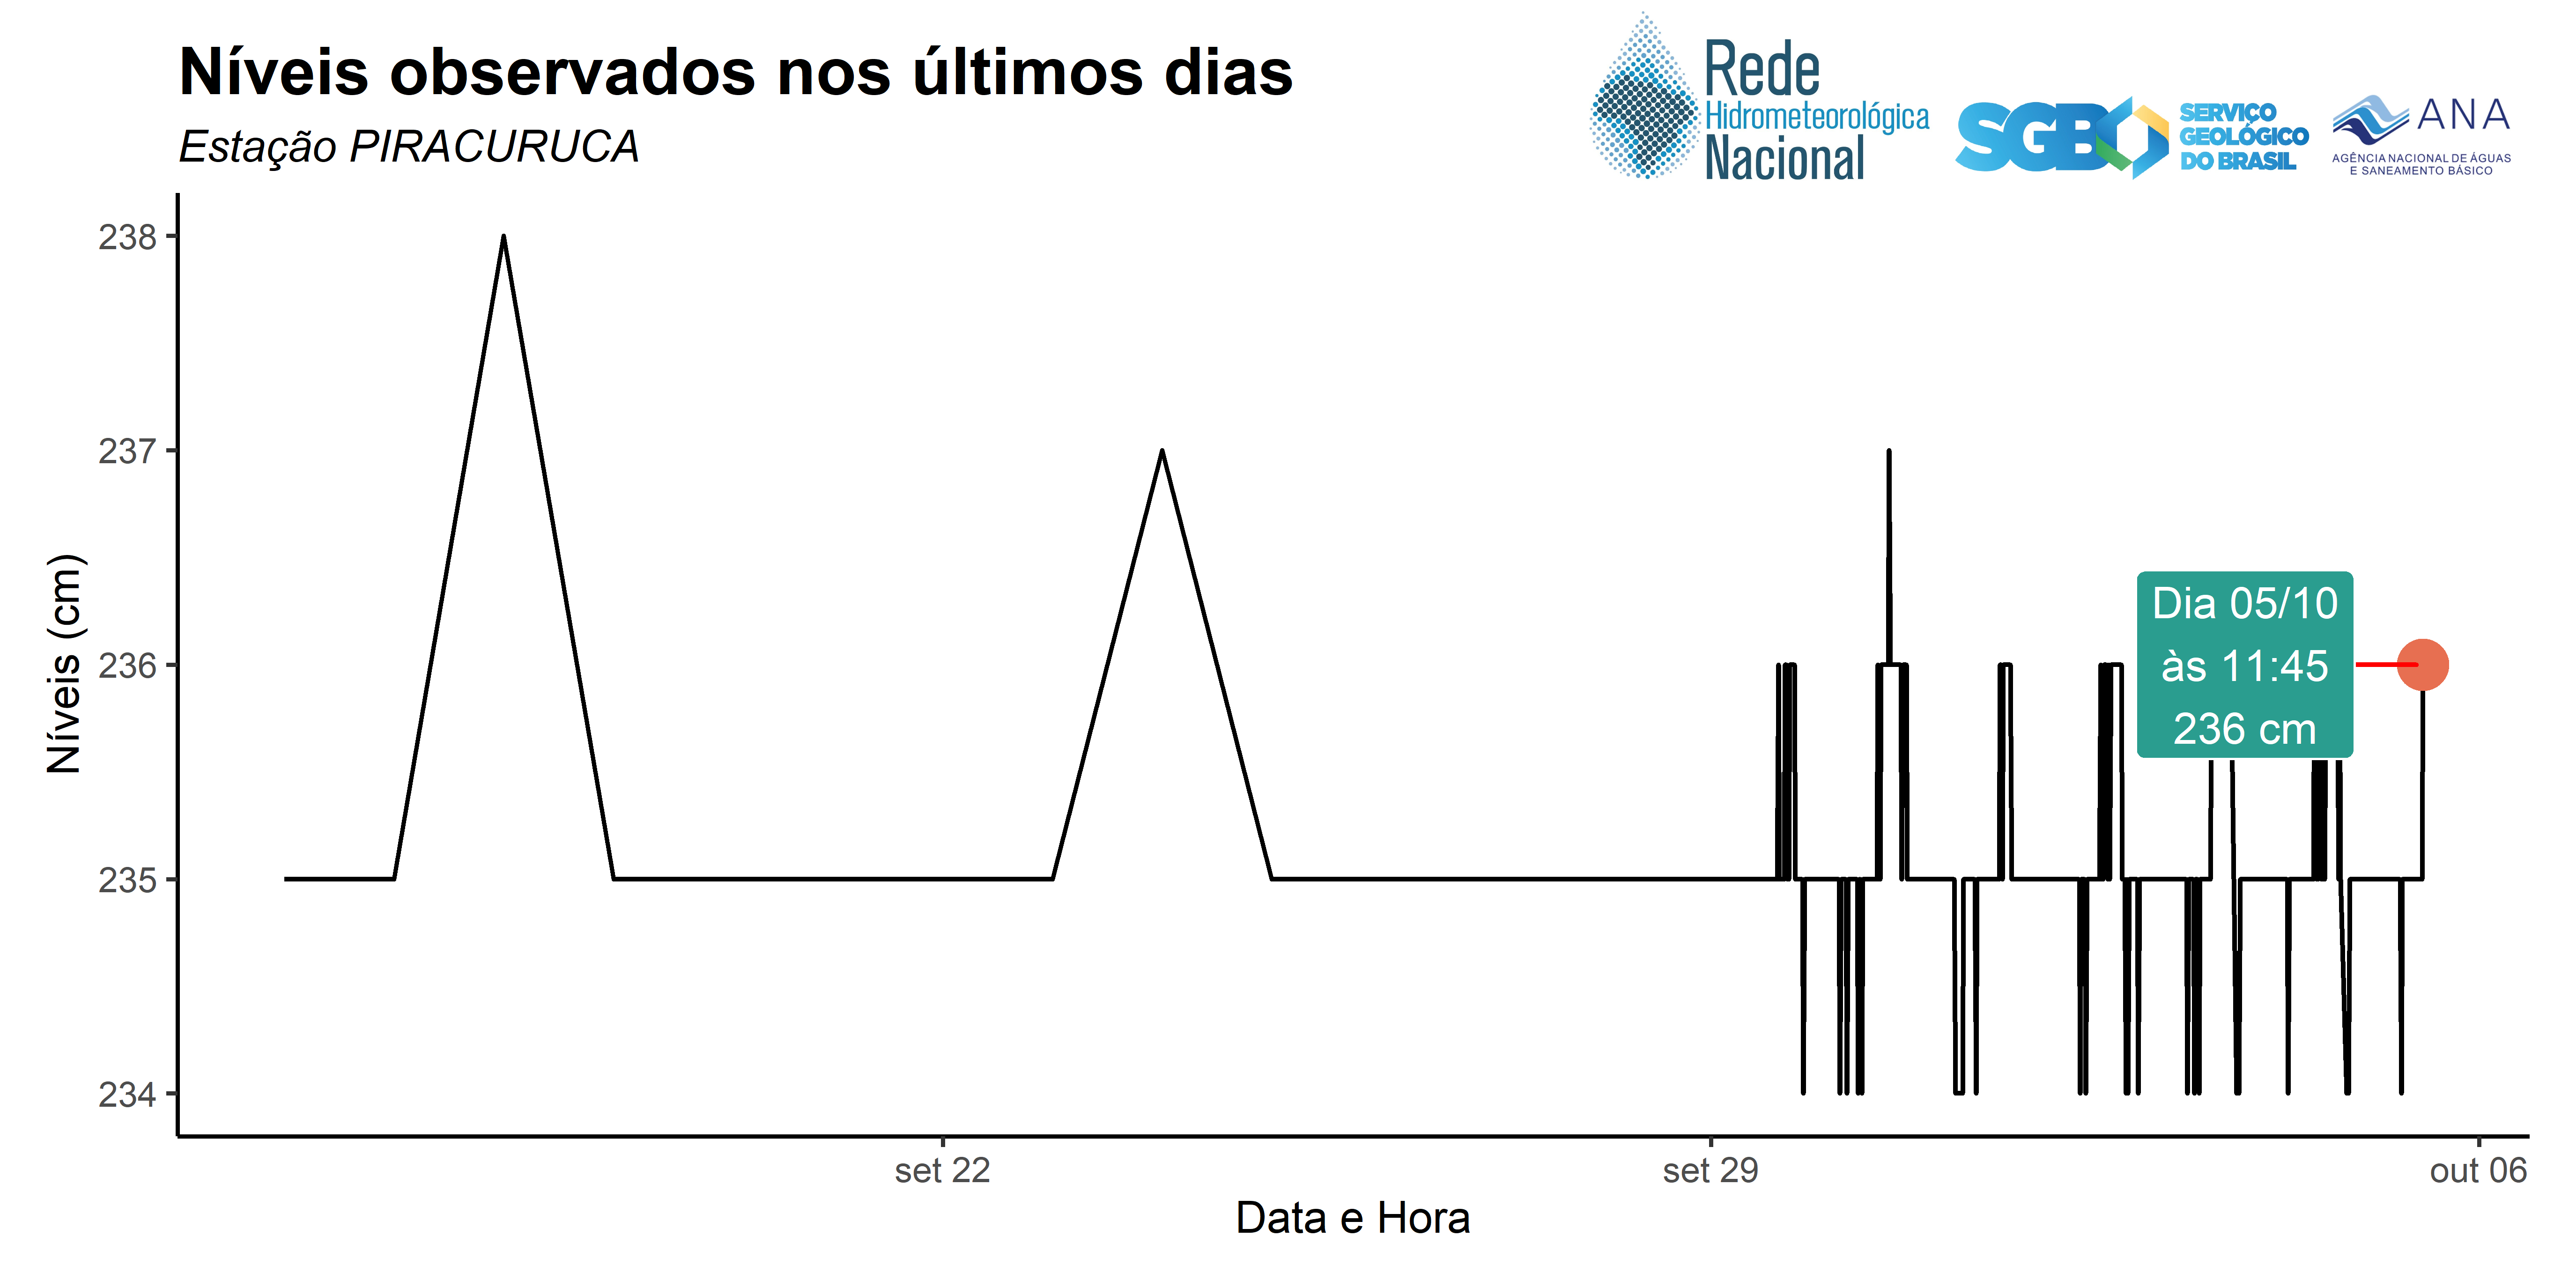 Níveis observados nos últimos dias
Estação PIRACURUCA
Rede
Hidrometeorológica
Nacional
SGB
SERVIÇO
GEOLÓGICO
DO BRASIL
ANA
AGÊNCIA NACIONAL DE ÁGUAS
E SANEAMENTO BÁSICO
Níveis (cm)
238
237
236
235
234
Dia 05/10
às 11:45
236 cm
set 22
set 29
out 06
Data e Hora